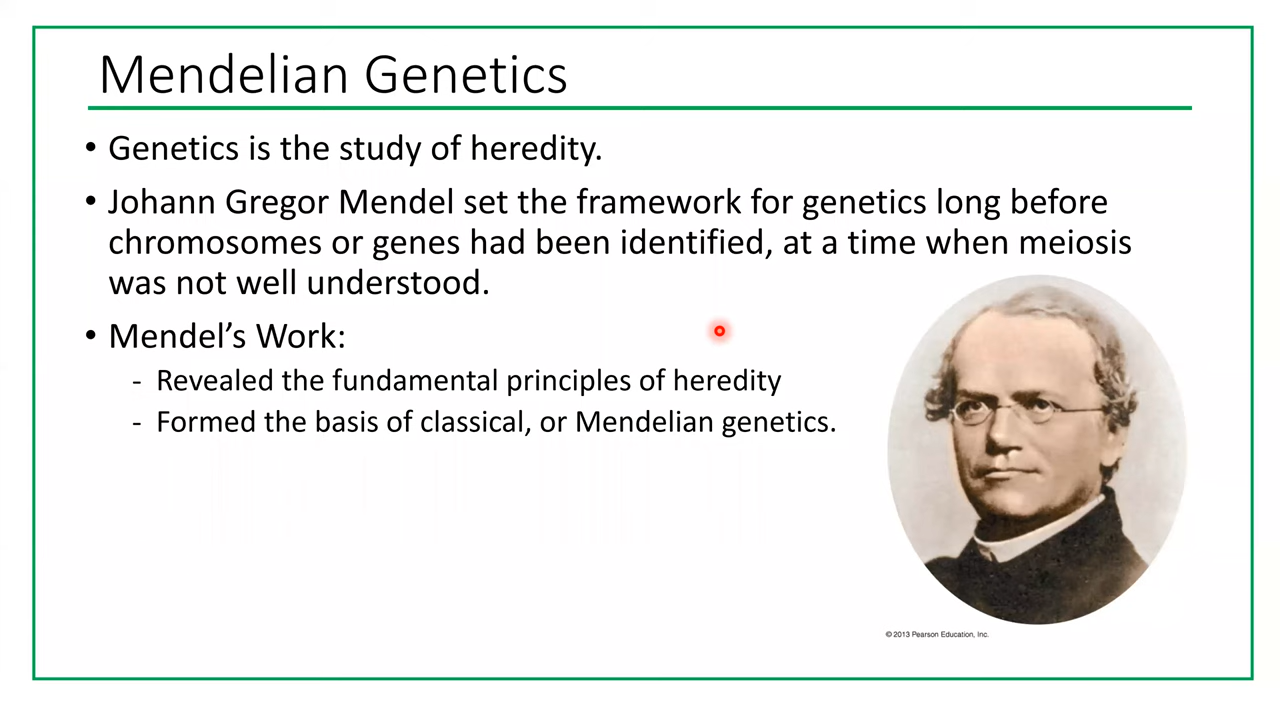 Mendelian Genetics
• Genetics is the study of heredity.
• Johann Gregor Mendel set the framework for genetics long before
chromosomes or genes had been identified, at a time when meiosis
was not well understood.
• Mendel’s Work:
- Revealed the fundamental principles of heredity
- Formed the basis of classical, or Mendelian genetics.
© 2013 Pearson Education, Inc.